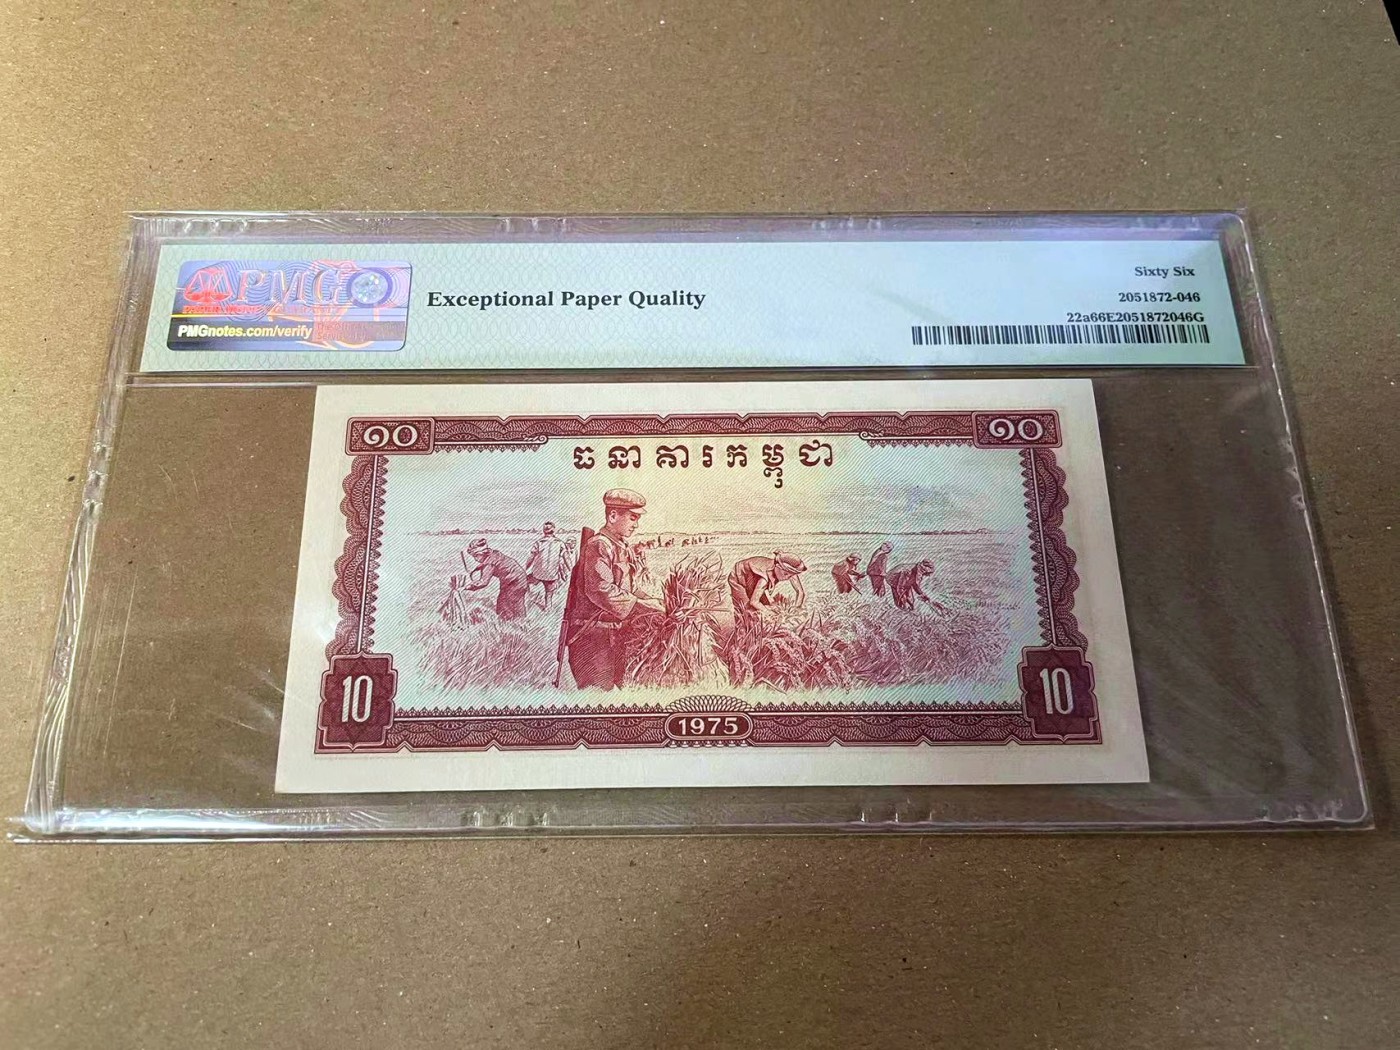 PMG
PMGnotes.com/verify
Exceptional Paper Quality
Sixty Six
2051872-046
22a66E2051872046G
១០
១០
ធនាគារកម្ពុជា
10
10
1975